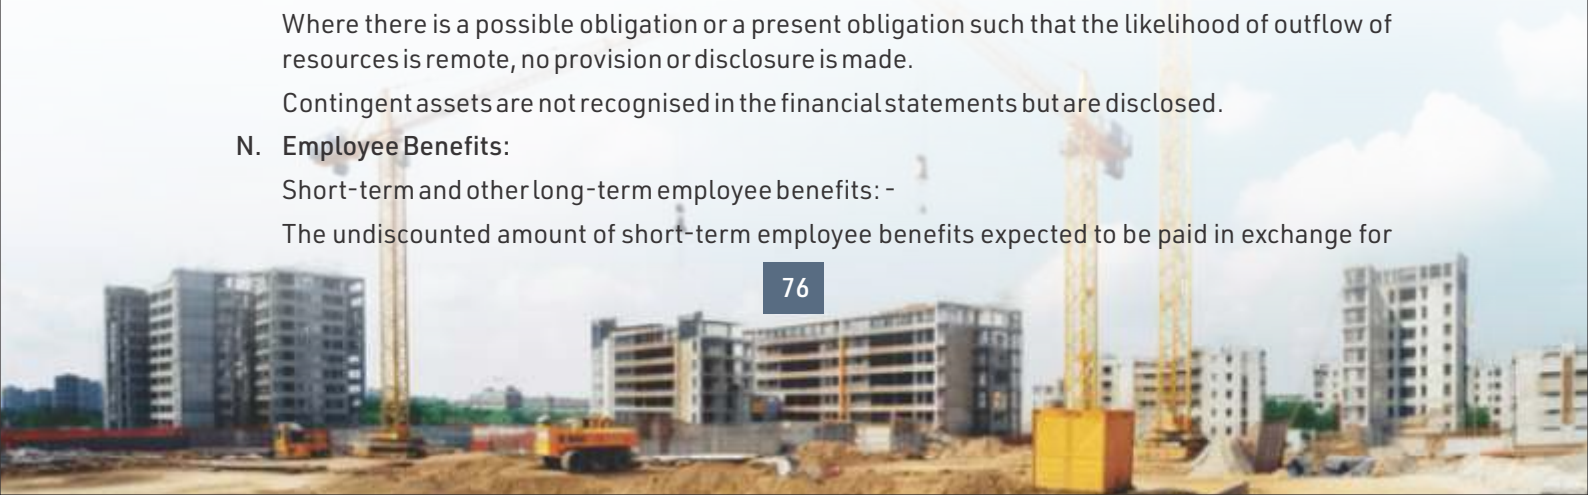 Where there is a possible obligation or a present obligation such that the likelihood of outflow of
resources is remote, no provision or disclosure is made.
Contingent assets are not recognised in the financial statements but are disclosed.
N. Employee Benefits:
Short-term and other long-term employee benefits: -
The undiscounted amount of short-term employee benefits expected to be paid in exchange for
76